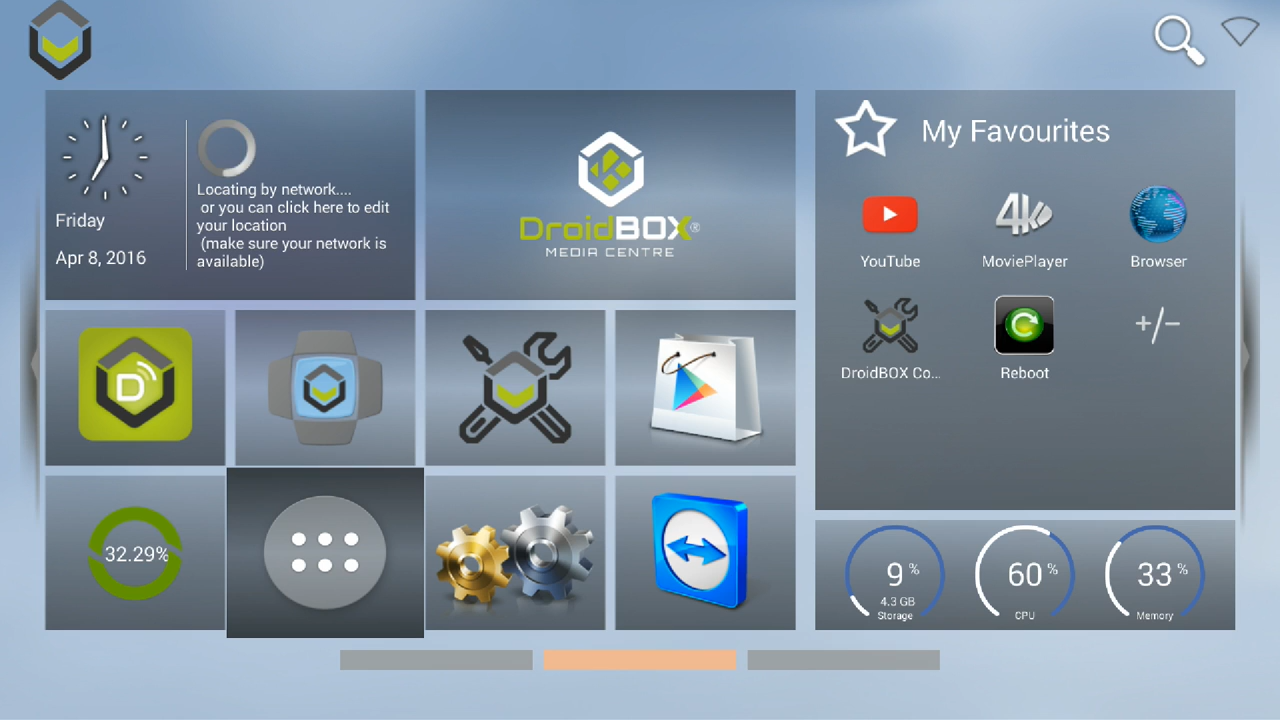 Friday
Apr 8, 2016
Locating by network....
or you can click here to edit
your location
(make sure your network is
available)
DroidBOX®
MEDIA CENTRE
My Favourites
YouTube
4K
MoviePlayer
Browser
DroidBOX Co...
Reboot
+/−
D
32.29%
9 %
4.3 GB
Storage
60 %
CPU
33 %
Memory